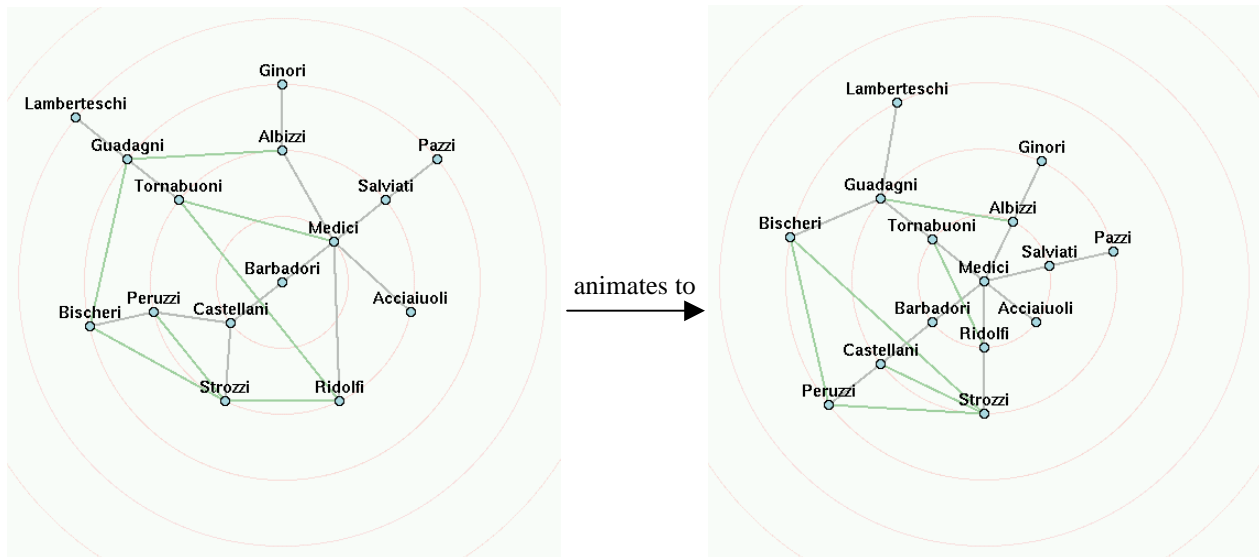 Ginori
Lamberteschi
Albizzi
Guadagni
Pazzi
Tornabuoni
Salviati
Medici
Barbadori
Peruzzi
Bischeri
Castellani
Acciaiuoli
Strozzi
Ridolfi
animates to
Lamberteschi
Ginori
Guadagni
Albizzi
Bischeri
Tornabuoni
Pazzi
Salviati
Medici
Barbadori
Acciaiuoli
Ridolfi
Castellani
Peruzzi
Strozzi